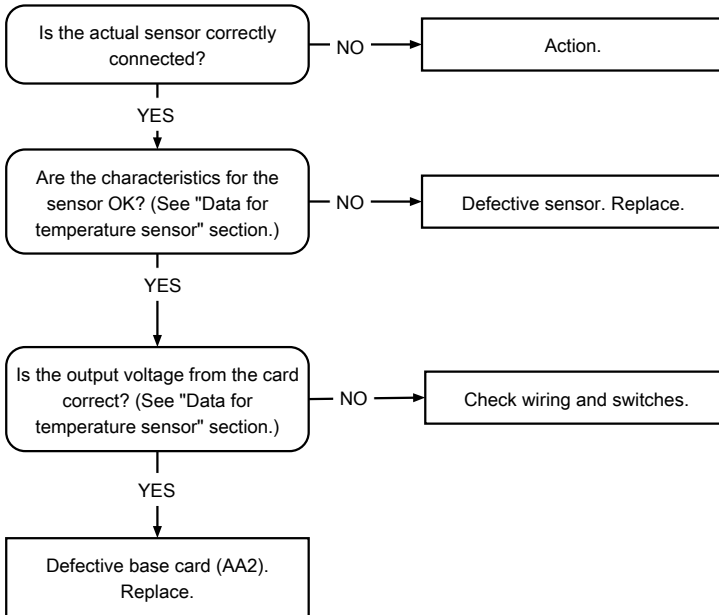 Is the actual sensor correctly
connected?
NO
Action.
YES
Are the characteristics for the
sensor OK? (See "Data for
temperature sensor" section.)
NO
Defective sensor. Replace.
YES
Is the output voltage from the card
correct? (See "Data for
temperature sensor" section.)
NO
Check wiring and switches.
YES
Defective base card (AA2).
Replace.